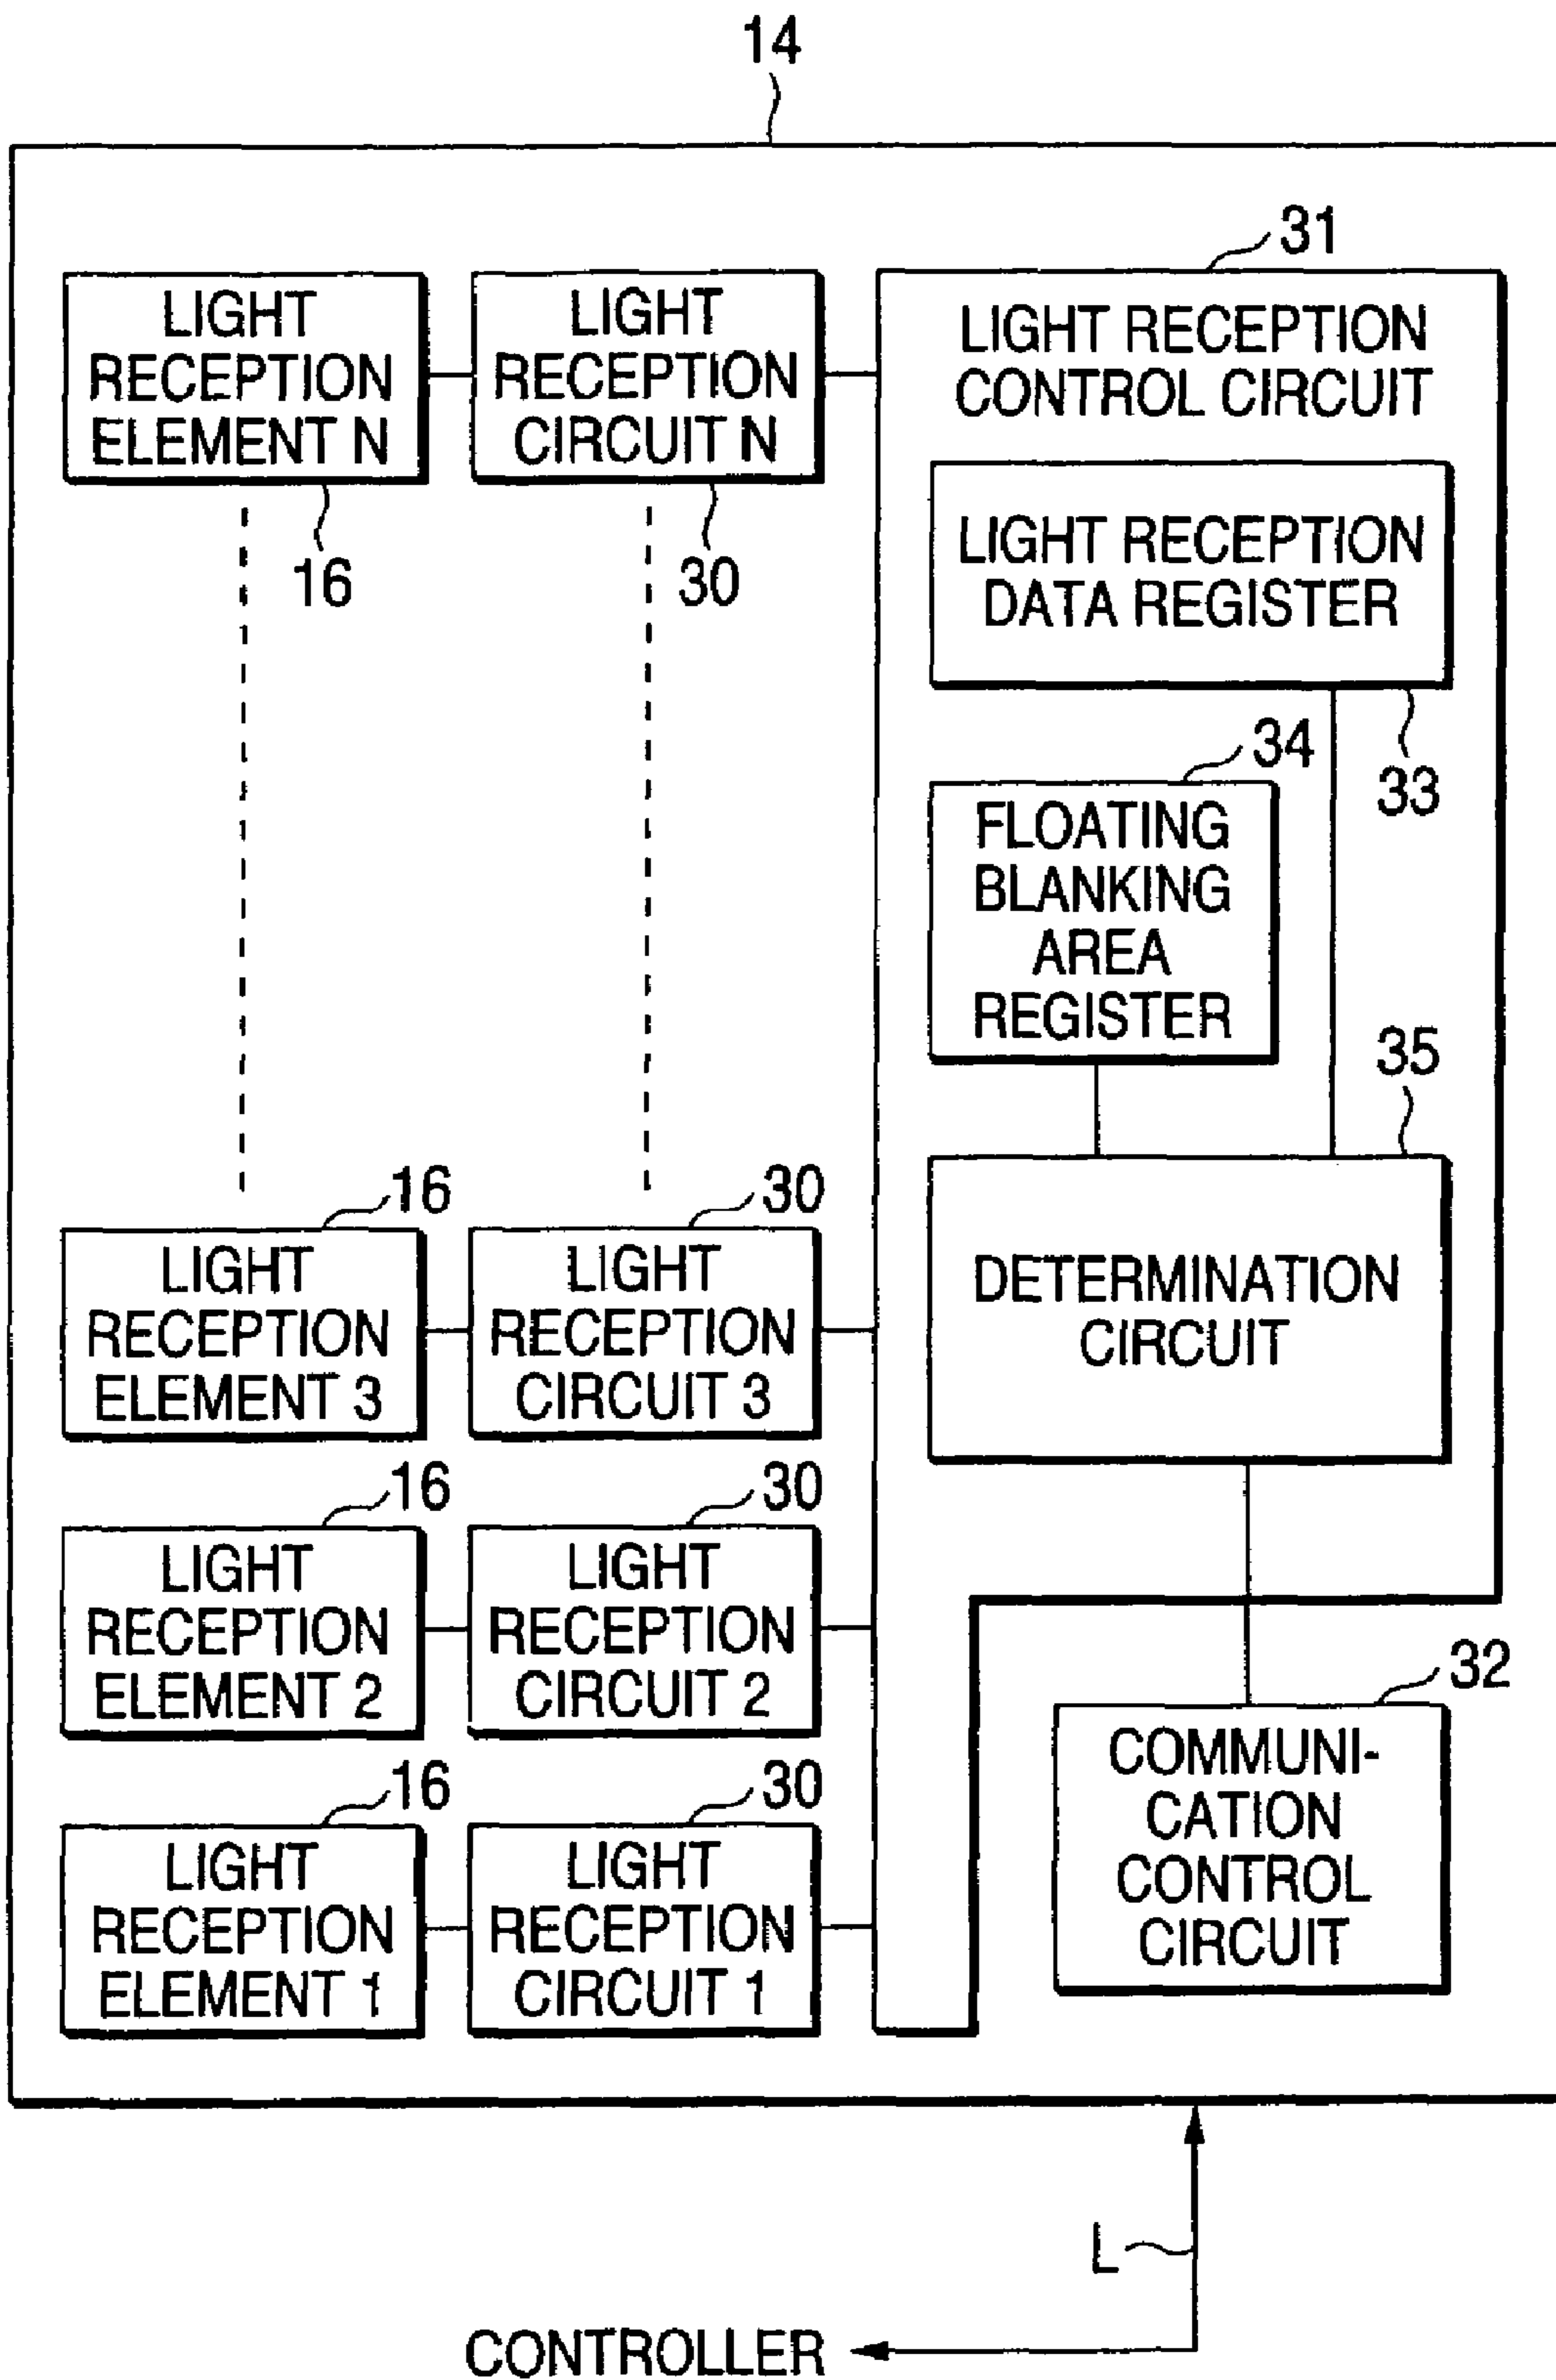 14
31
LIGHT
RECEPTION
ELEMENT N
LIGHT
RECEPTION
CIRCUIT N
LIGHT RECEPTION
CONTROL CIRCUIT
16
30
LIGHT RECEPTION
DATA REGISTER
33
34
FLOATING
BLANKING
AREA
REGISTER
35
DETERMINATION
CIRCUIT
16
LIGHT
RECEPTION
ELEMENT 3
30
LIGHT
RECEPTION
CIRCUIT 3
16
LIGHT
RECEPTION
ELEMENT 2
30
LIGHT
RECEPTION
CIRCUIT 2
32
COMMUNI-
CATION
CONTROL
CIRCUIT
16
LIGHT
RECEPTION
ELEMENT 1
30
LIGHT
RECEPTION
CIRCUIT 1
L
CONTROLLER